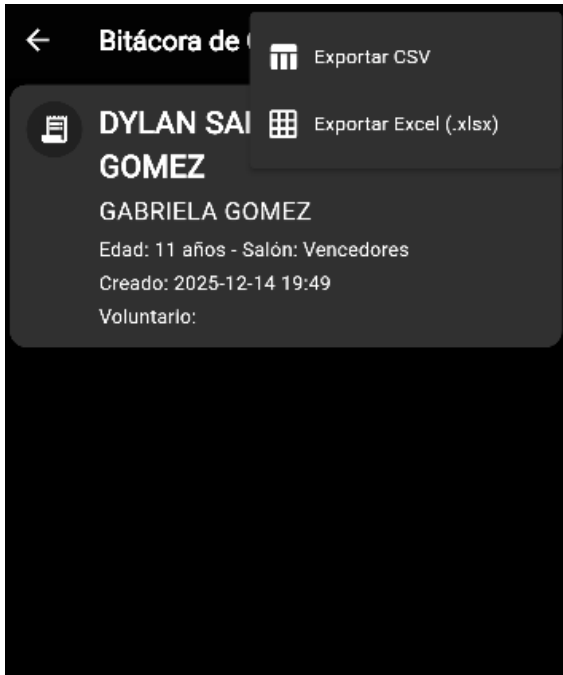 Bitácora de
Exportar CSV
Exportar Excel (.xlsx)
DYLAN
GOMEZ
GABRIELA GOMEZ
Edad: 11 años - Salón: Vencedores
Creado: 2025-12-14 19:49
Voluntario: